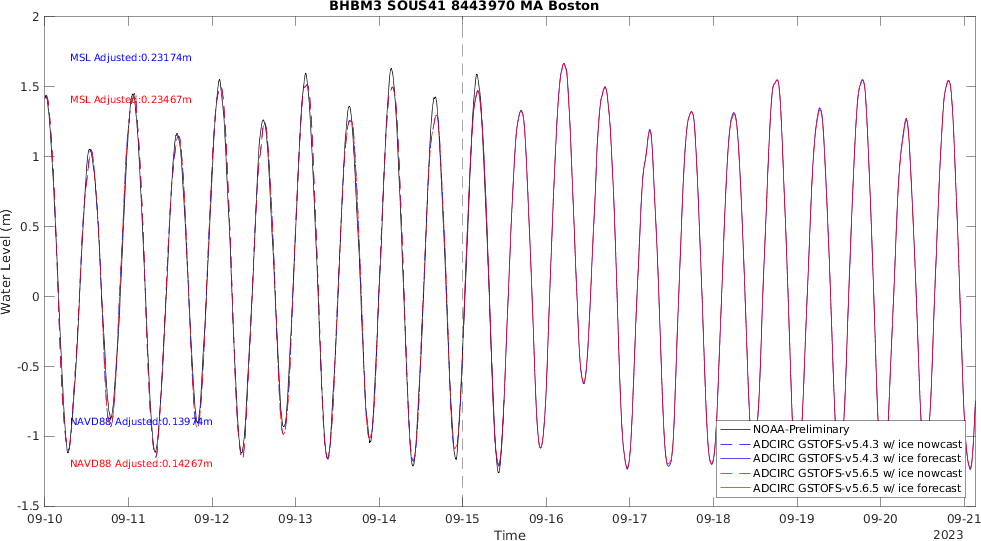 BHBM3 SOUS41 8443970 MA Boston
2
1.5
1
0.5
0
-0.5
-1
-1.5
Water Level (m)
MSL Adjusted:0.23174m
MSL Adjusted:0.23467m
NAVD88 Adjusted:0.13974m
NAVD88 Adjusted:0.14267m
NOAA-Preliminary
ADCIRC GSTOFS-v5.4.3 w/ ice nowcast
ADCIRC GSTOFS-v5.4.3 w/ ice forecast
ADCIRC GSTOFS-v5.6.5 w/ ice nowcast
ADCIRC GSTOFS-v5.6.5 w/ ice forecast
09-10 09-11 09-12 09-13 09-14 09-15 09-16 09-17 09-18 09-19 09-20 09-21
Time
2023